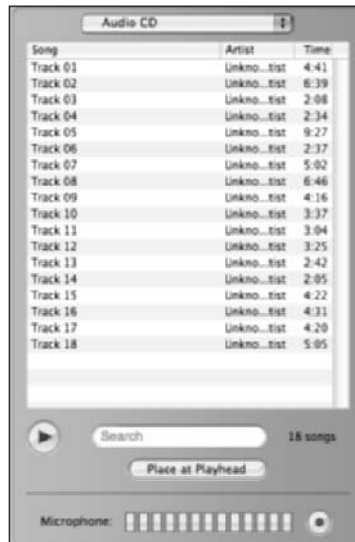 Audio CD
Song Artist Time
Track 01 Unkno...tist 4:41
Track 02 Unkno...tist 6:39
Track 03 Unkno...tist 2:08
Track 04 Unkno...tist 2:34
Track 05 Unkno...tist 9:27
Track 06 Unkno...tist 2:37
Track 07 Unkno...tist 5:02
Track 08 Unkno...tist 6:46
Track 09 Unkno...tist 4:16
Track 10 Unkno...tist 3:37
Track 11 Unkno...tist 3:04
Track 12 Unkno...tist 3:25
Track 13 Unkno...tist 2:42
Track 14 Unkno...tist 2:05
Track 15 Unkno...tist 4:22
Track 16 Unkno...tist 4:31
Track 17 Unkno...tist 4:20
Track 18 Unkno...tist 5:05
Search 18 songs
Place at Playhead
Microphone: